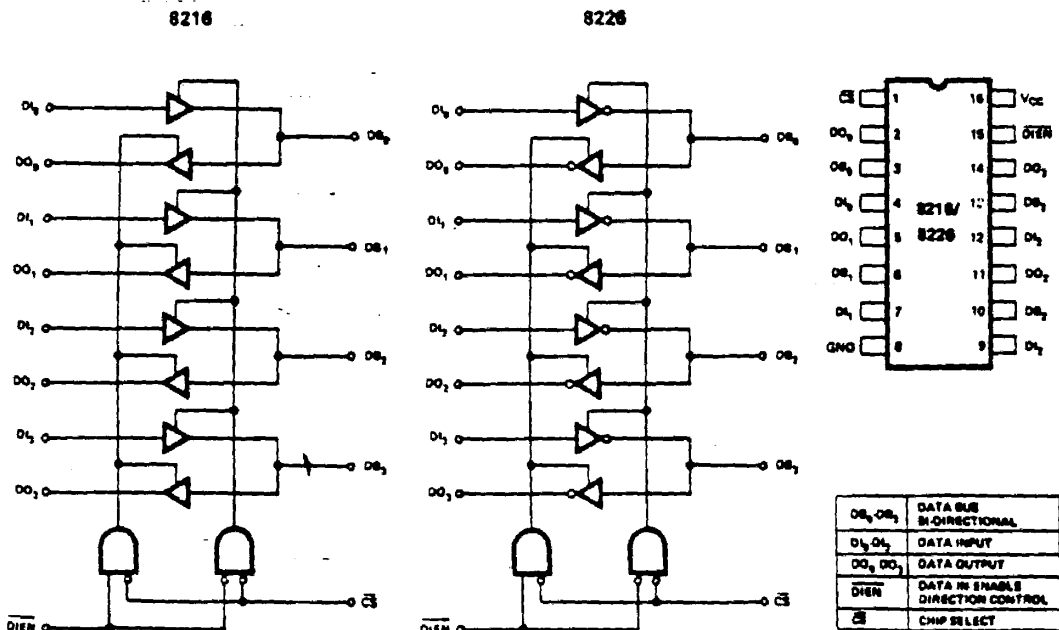 8216
8226
DI0
DB0
DO0
DI1
DB1
DO1
DI2
DB2
DO2
DI3
DB3
DO3
CS
DIEN
DI0
DB0
DO0
DI1
DB1
DO1
DI2
DB2
DO2
DI3
DB3
DO3
CS
DIEN
CS 1 16 VCC
DO0 2 15 DIEN
DB0 3 14 DO3
DI0 4 13 DB3
DO1 5 12 DI3
DB1 6 11 DO2
DI1 7 10 DB2
GND 8 9 DI2
8216/
8226
DB0-DB3 DATA BUS
BI-DIRECTIONAL
DI0-DI3 DATA INPUT
DO0-DO3 DATA OUTPUT
DIEN DATA IN ENABLE
DIRECTION CONTROL
CS CHIP SELECT